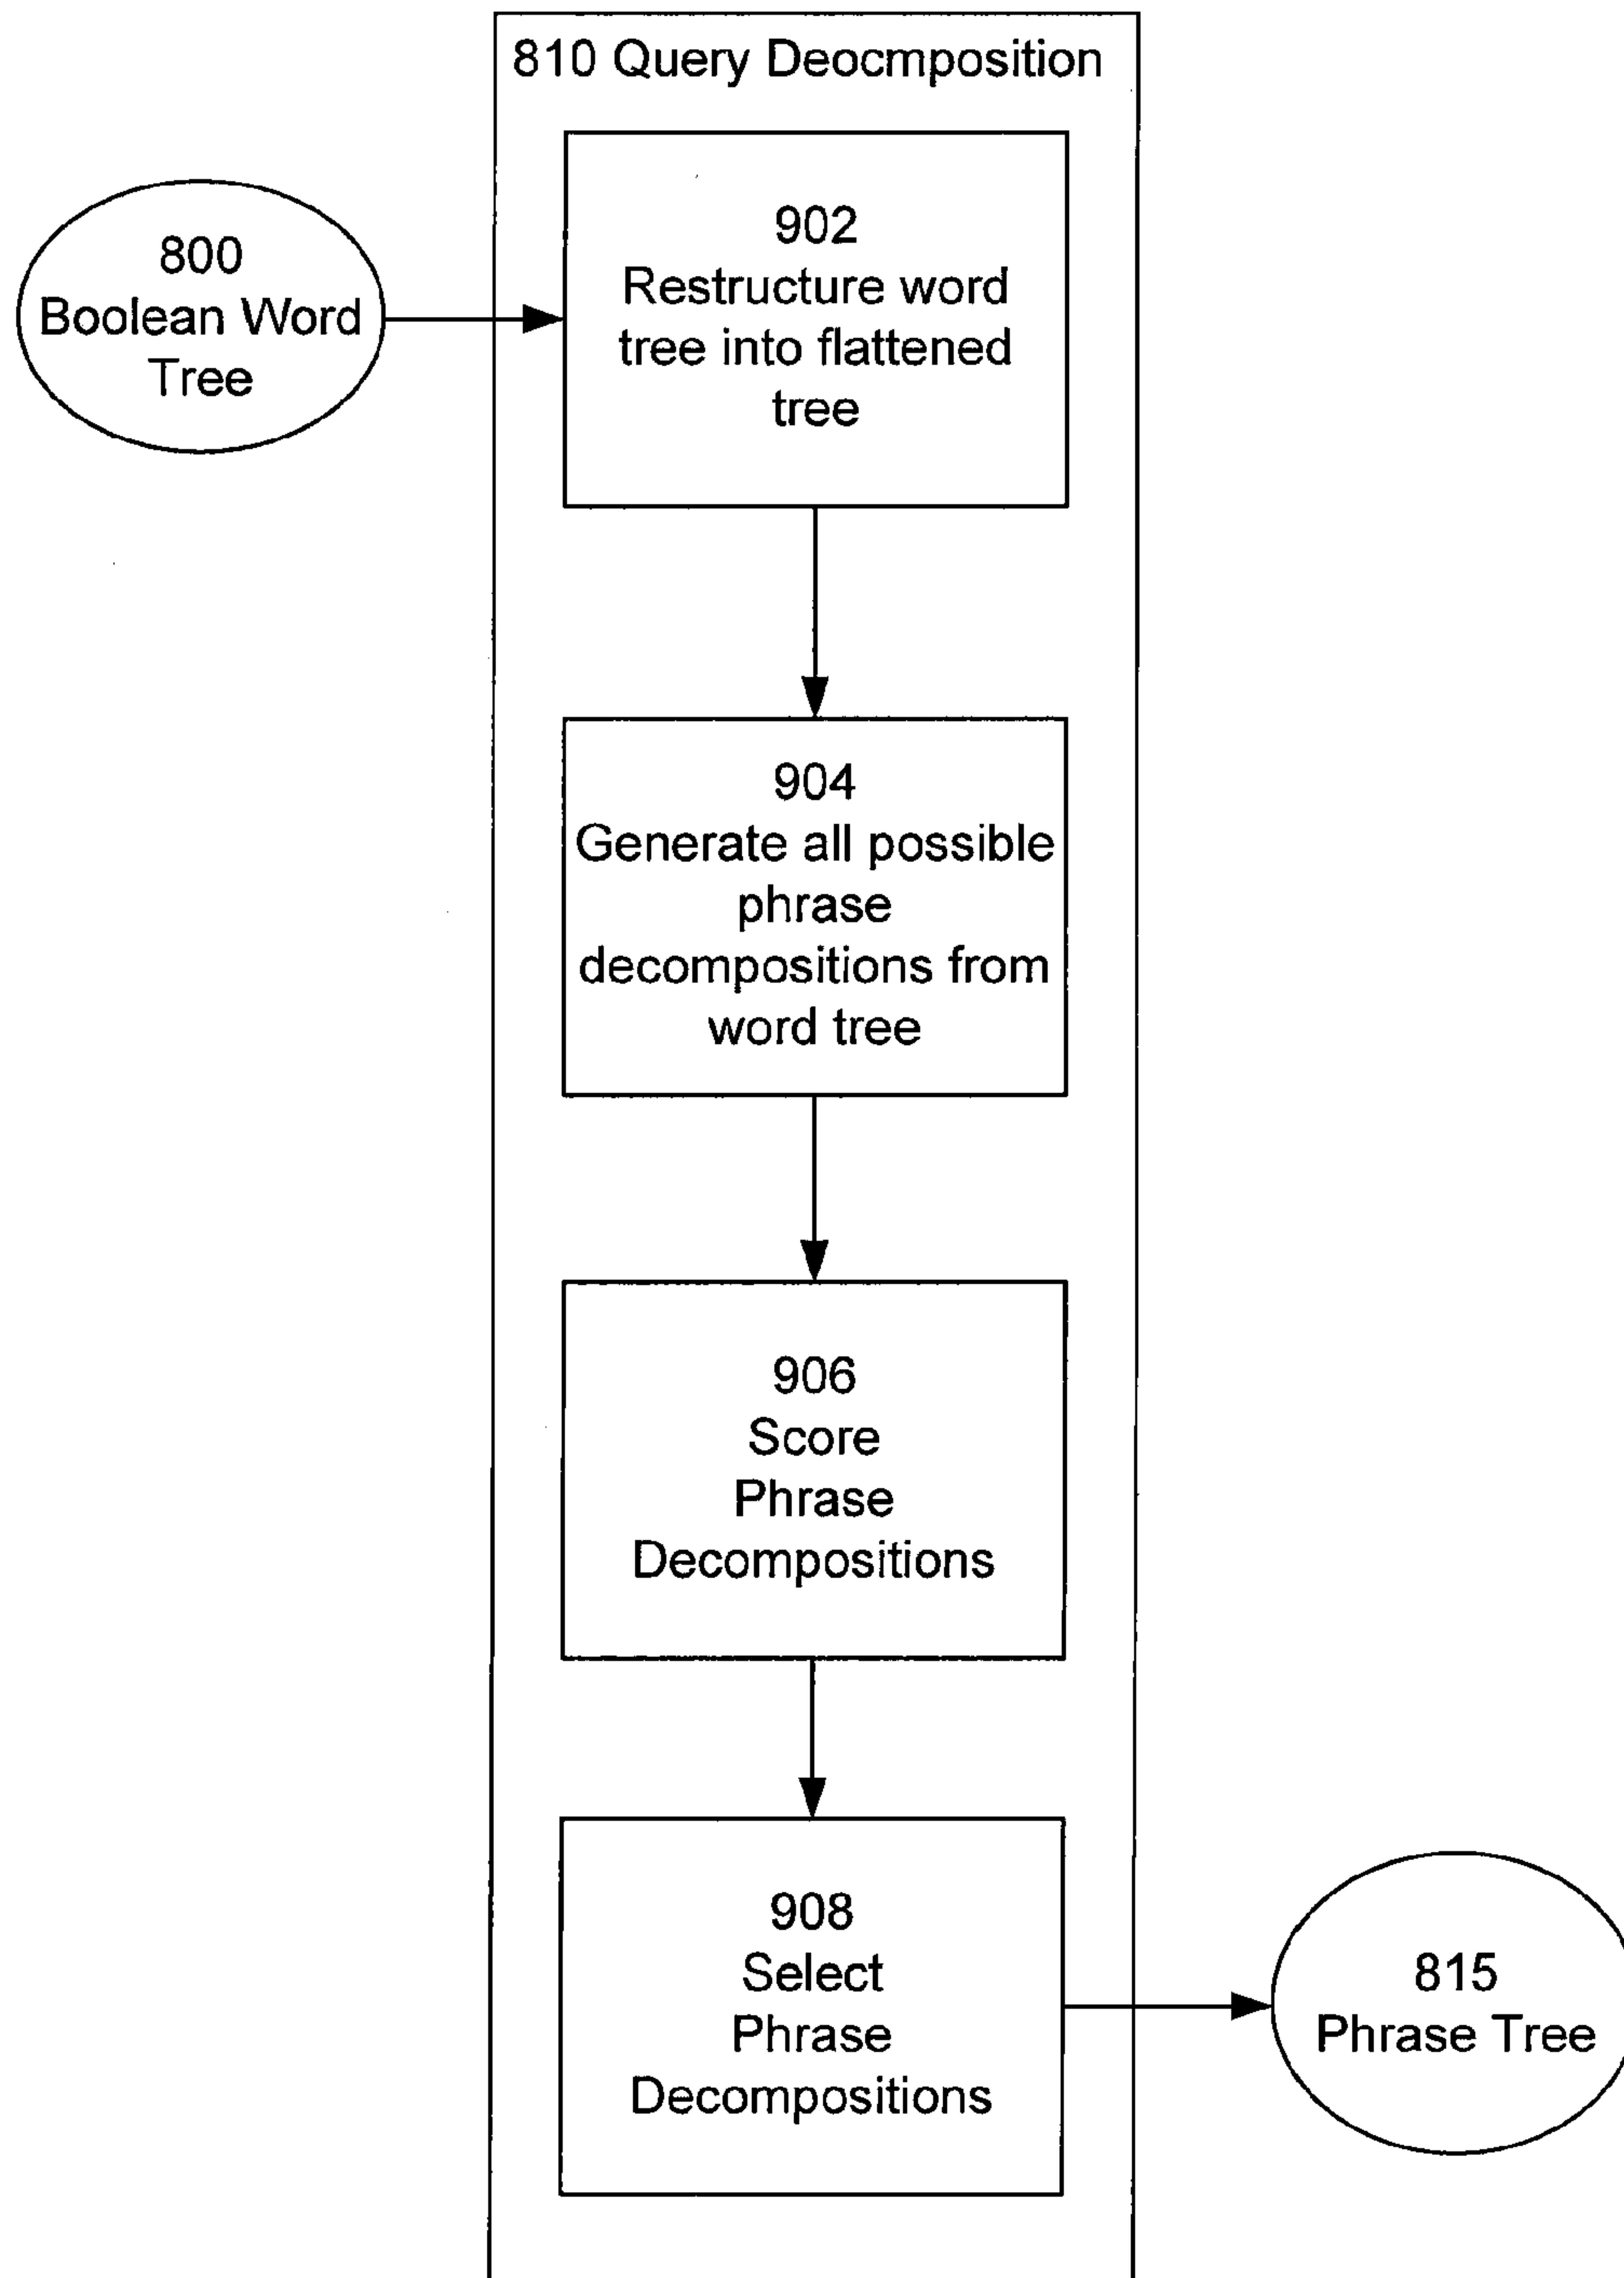 810 Query Deocmposition
800
Boolean Word
Tree
902
Restructure word
tree into flattened
tree
904
Generate all possible
phrase
decompositions from
word tree
906
Score
Phrase
Decompositions
908
Select
Phrase
Decompositions
815
Phrase Tree